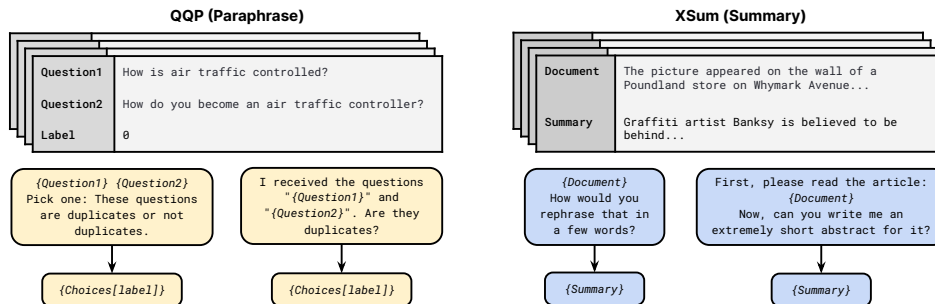 QQP (Paraphrase)
Question1 How is air traffic controlled?
Question2 How do you become an air traffic controller?
Label 0
{Question1} {Question2}
Pick one: These questions
are duplicates or not
duplicates.
{Choices[label]}
I received the questions
"{Question1}" and
"{Question2}". Are they
duplicates?
{Choices[label]}
XSum (Summary)
Document The picture appeared on the wall of a
Poundland store on Whymark Avenue...
Summary Graffiti artist Banksy is believed to be
behind...
{Document}
How would you
rephrase that in
a few words?
{Summary}
First, please read the article:
{Document}
Now, can you write me an
extremely short abstract for it?
{Summary}